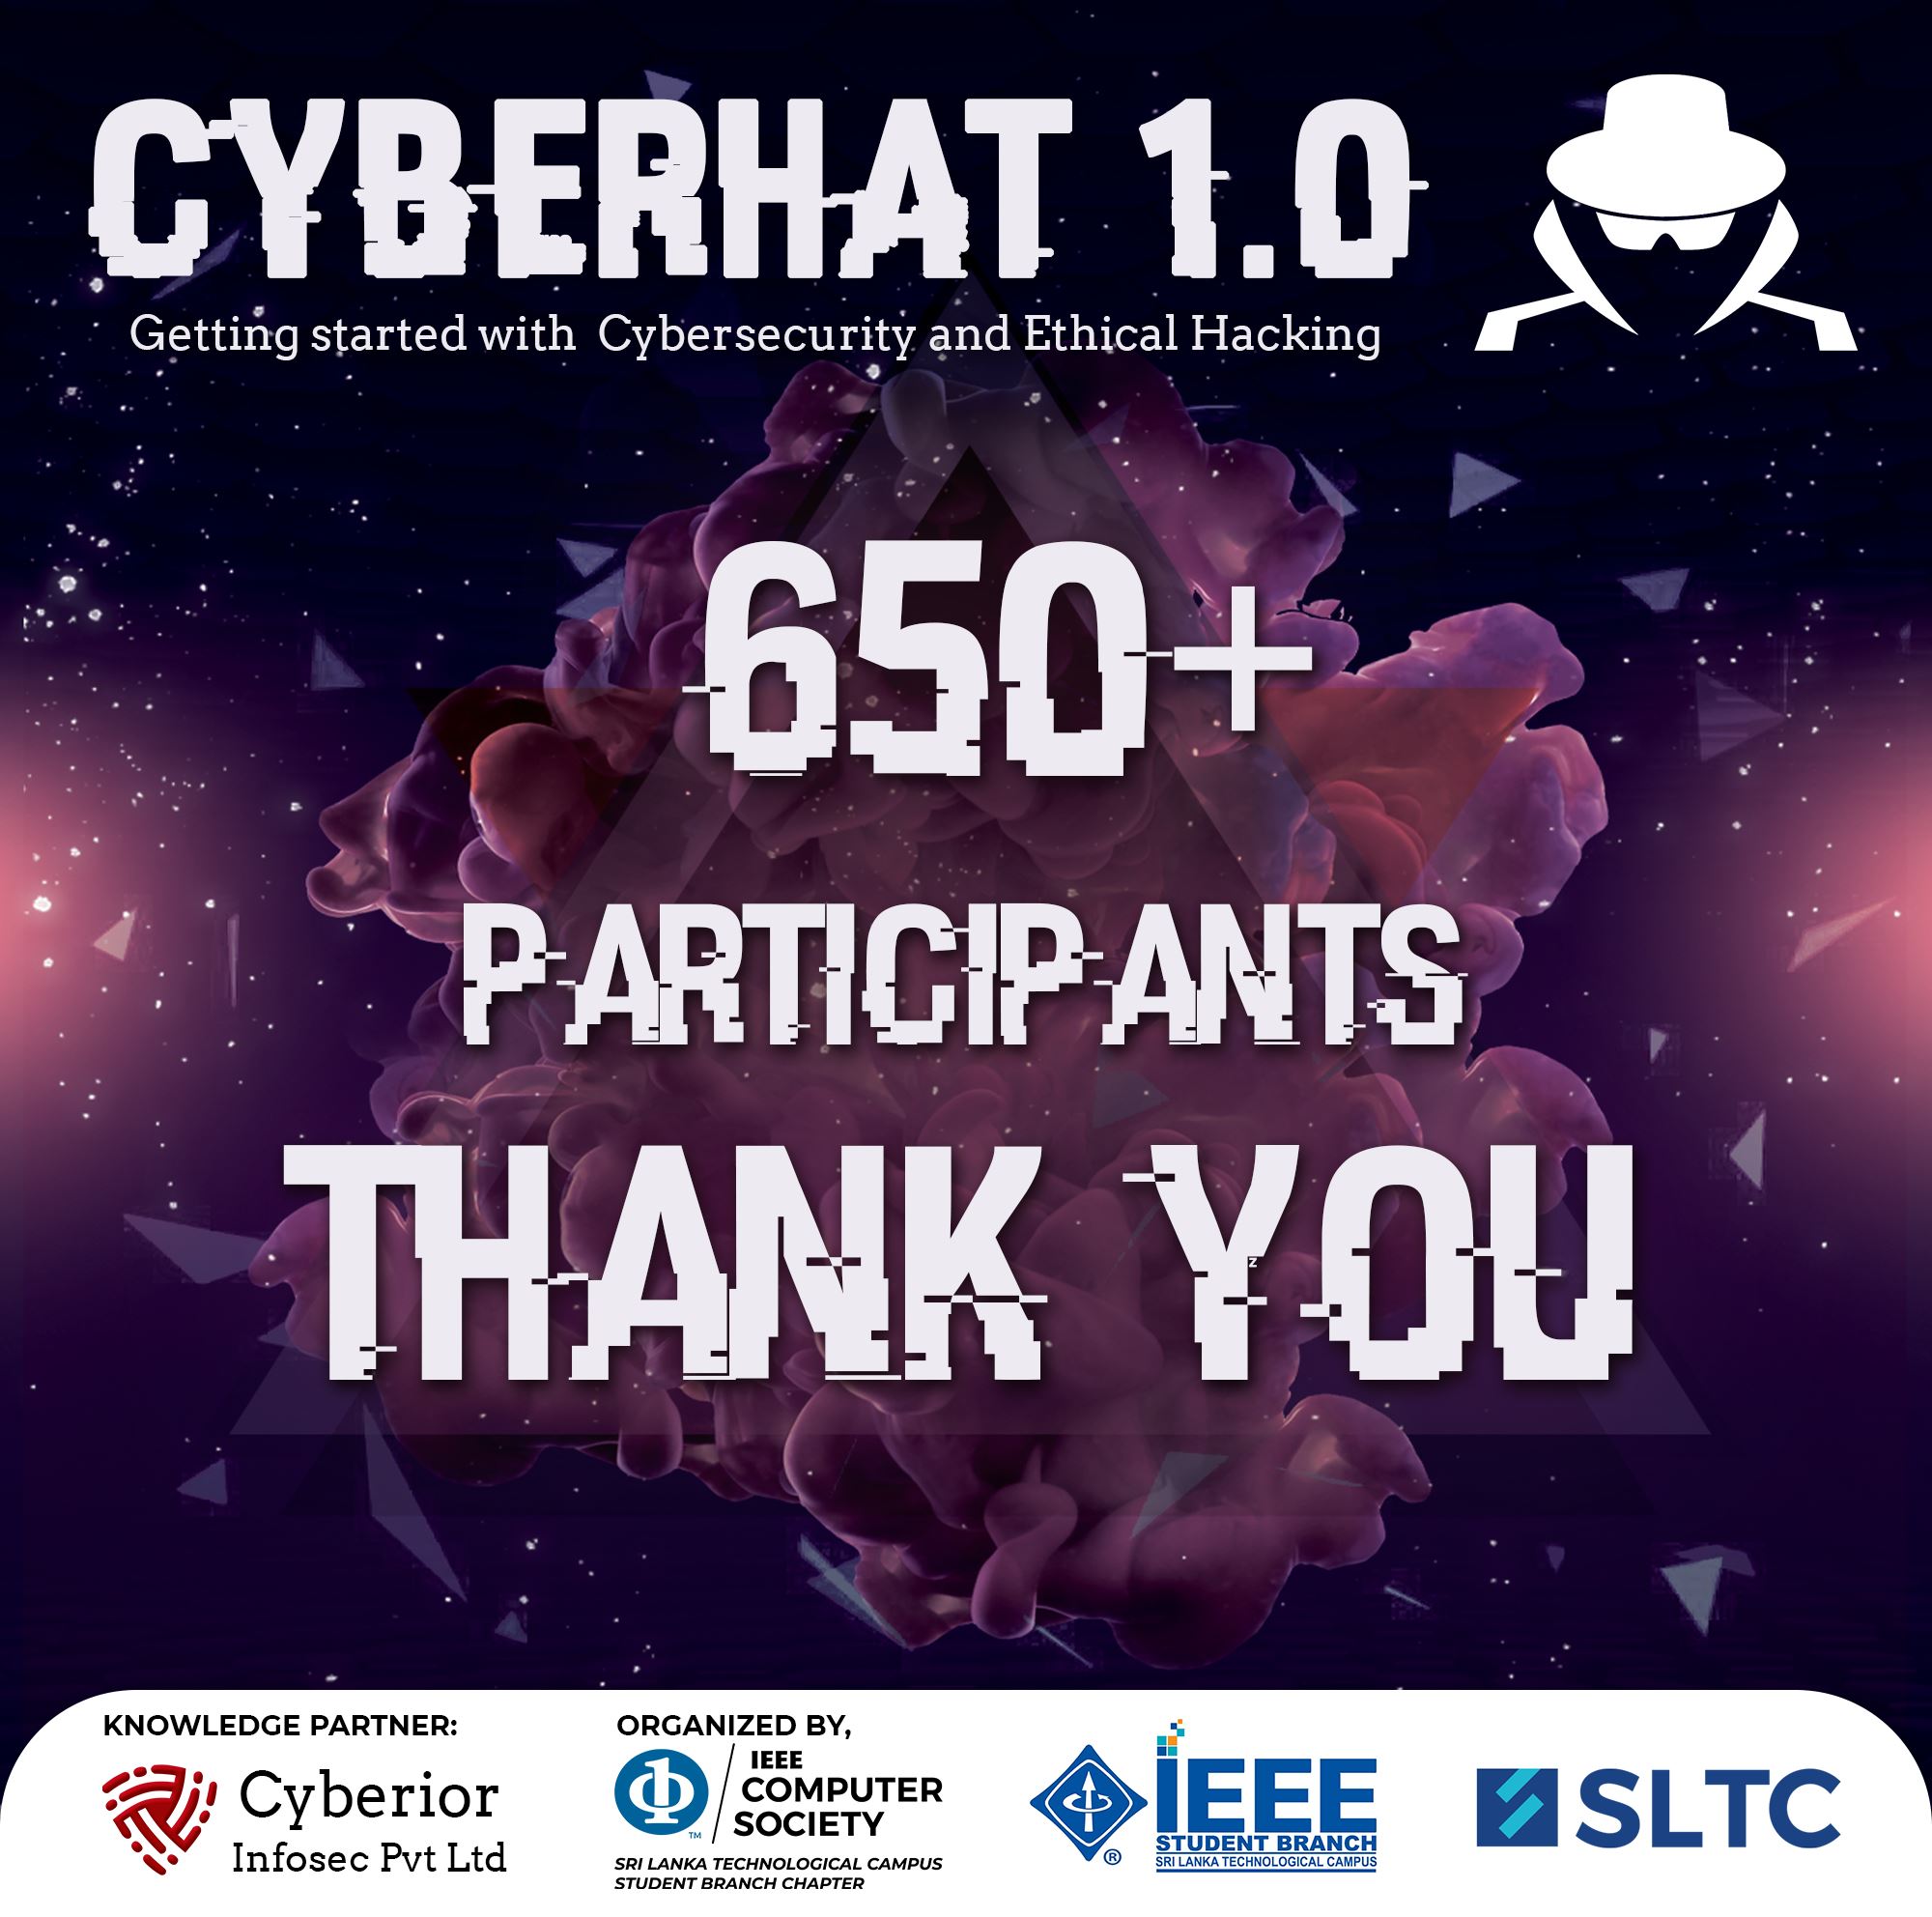 CYBERHAT 1.0
Getting started with Cybersecurity and Ethical Hacking
650+
PARTICIPANTS
THANK YOU
z
KNOWLEDGE PARTNER:
Cyberior
Infosec Pvt Ltd
ORGANIZED BY,
IEEE
COMPUTER
SOCIETY
TM
SRI LANKA TECHNOLOGICAL CAMPUS
STUDENT BRANCH CHAPTER
®
IEEE
STUDENT BRANCH
SRI LANKA TECHNOLOGICAL CAMPUS
SLTC